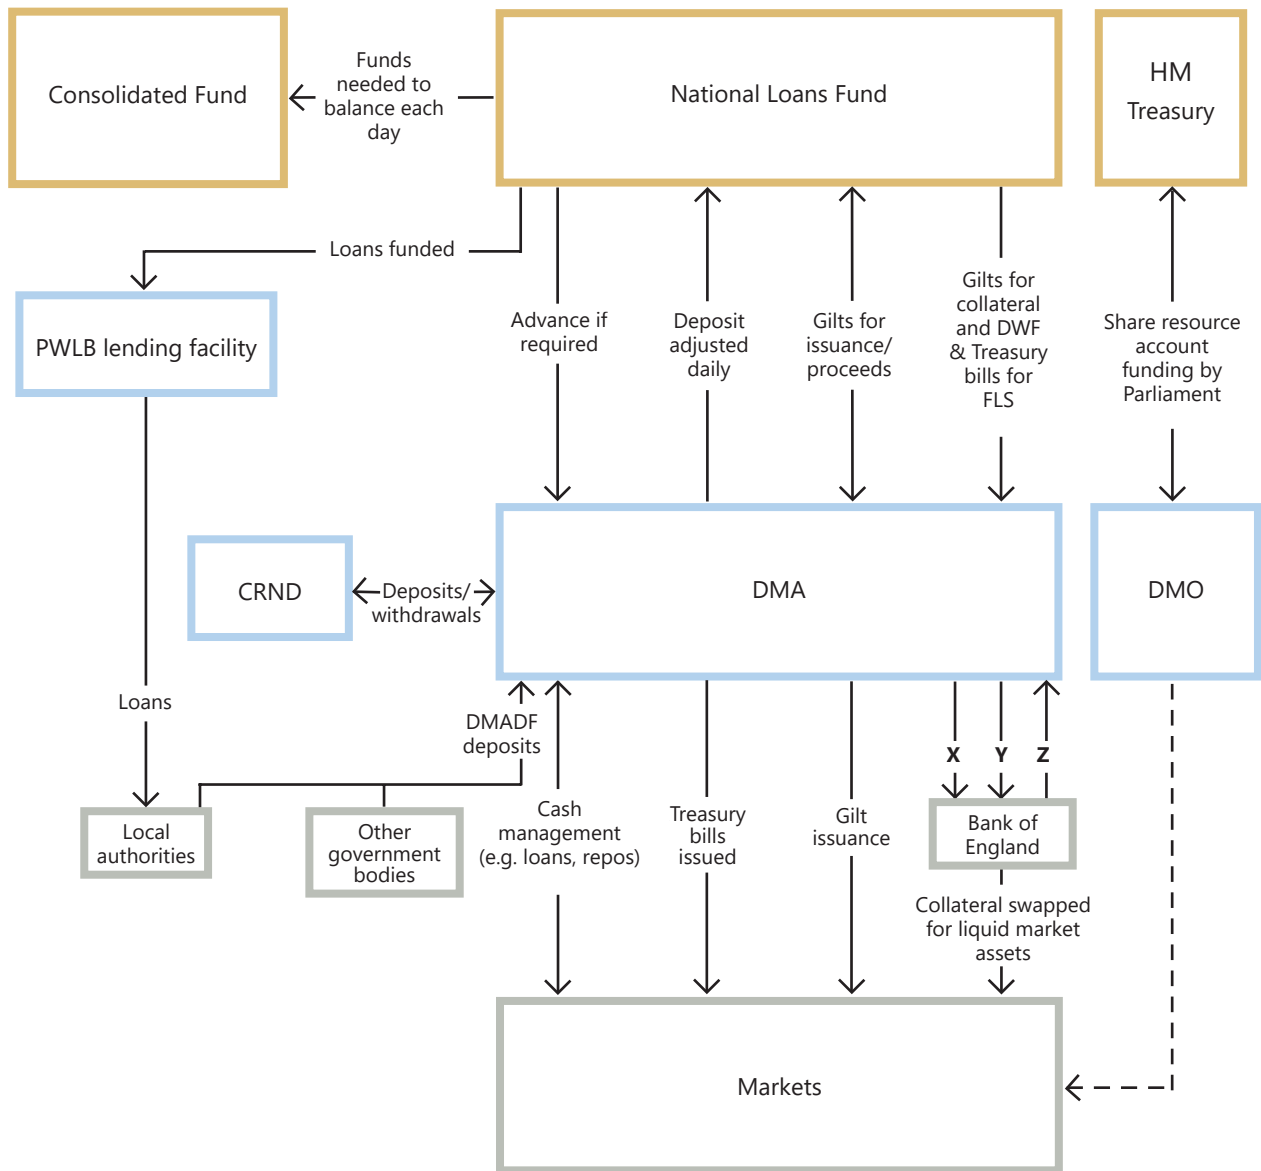 Consolidated Fund
Funds
needed to
balance each
day
National Loans Fund
HM
Treasury
Loans funded
PWLB lending facility
Advance if
required
Deposit
adjusted
daily
Gilts for
issuance/
proceeds
Gilts for
collateral
and DWF
& Treasury
bills for
FLS
Share resource
account
funding by
Parliament
CRND
Deposits/
withdrawals
DMA
DMO
Loans
DMADF
deposits
X
Y
Z
Local
authorities
Other
government
bodies
Cash
management
(e.g. loans, repos)
Treasury
bills
issued
Gilt
issuance
Bank of
England
Collateral swapped
for liquid market
assets
Markets